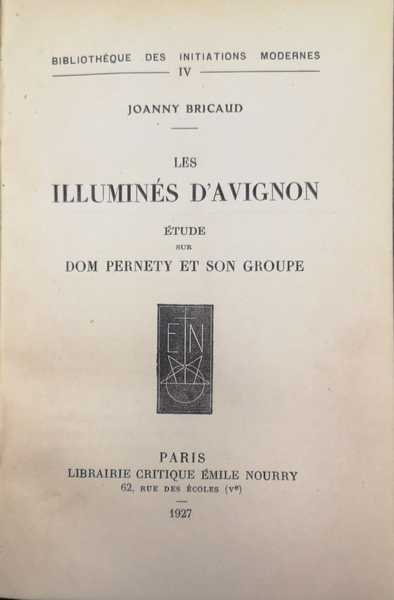 BIBLIOTHÈQUE DES INITIATIONS MODERNES
IV
JOANNY BRICAUD
LES
ILLUMINÉS D'AVIGNON
ÉTUDE
SUR
DOM PERNETY ET SON GROUPE
E N
PARIS
LIBRAIRIE CRITIQUE ÉMILE NOURRY
62, RUE DES ÉCOLES (Ve)
1927